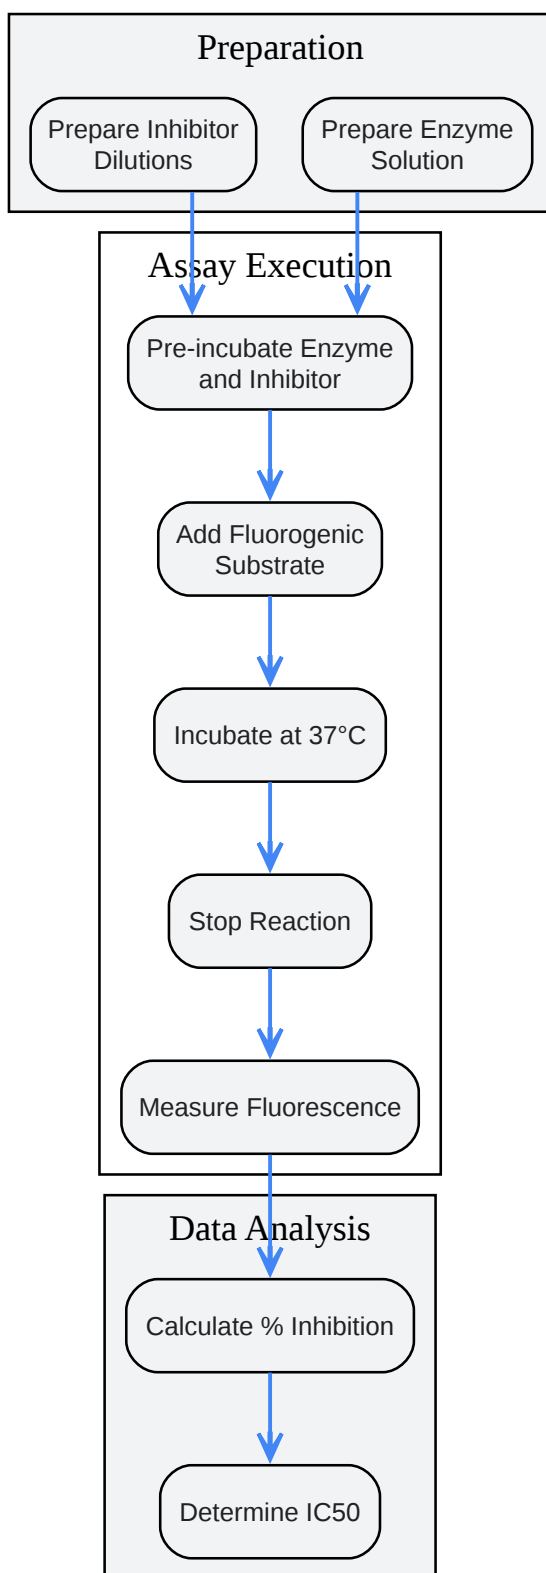 Preparation
Prepare Inhibitor
Dilutions
Prepare Enzyme
Solution
Assay Execution
Pre-incubate Enzyme
and Inhibitor
Add Fluorogenic
Substrate
Incubate at 37°C
Stop Reaction
Measure Fluorescence
Data Analysis
Calculate % Inhibition
Determine IC50